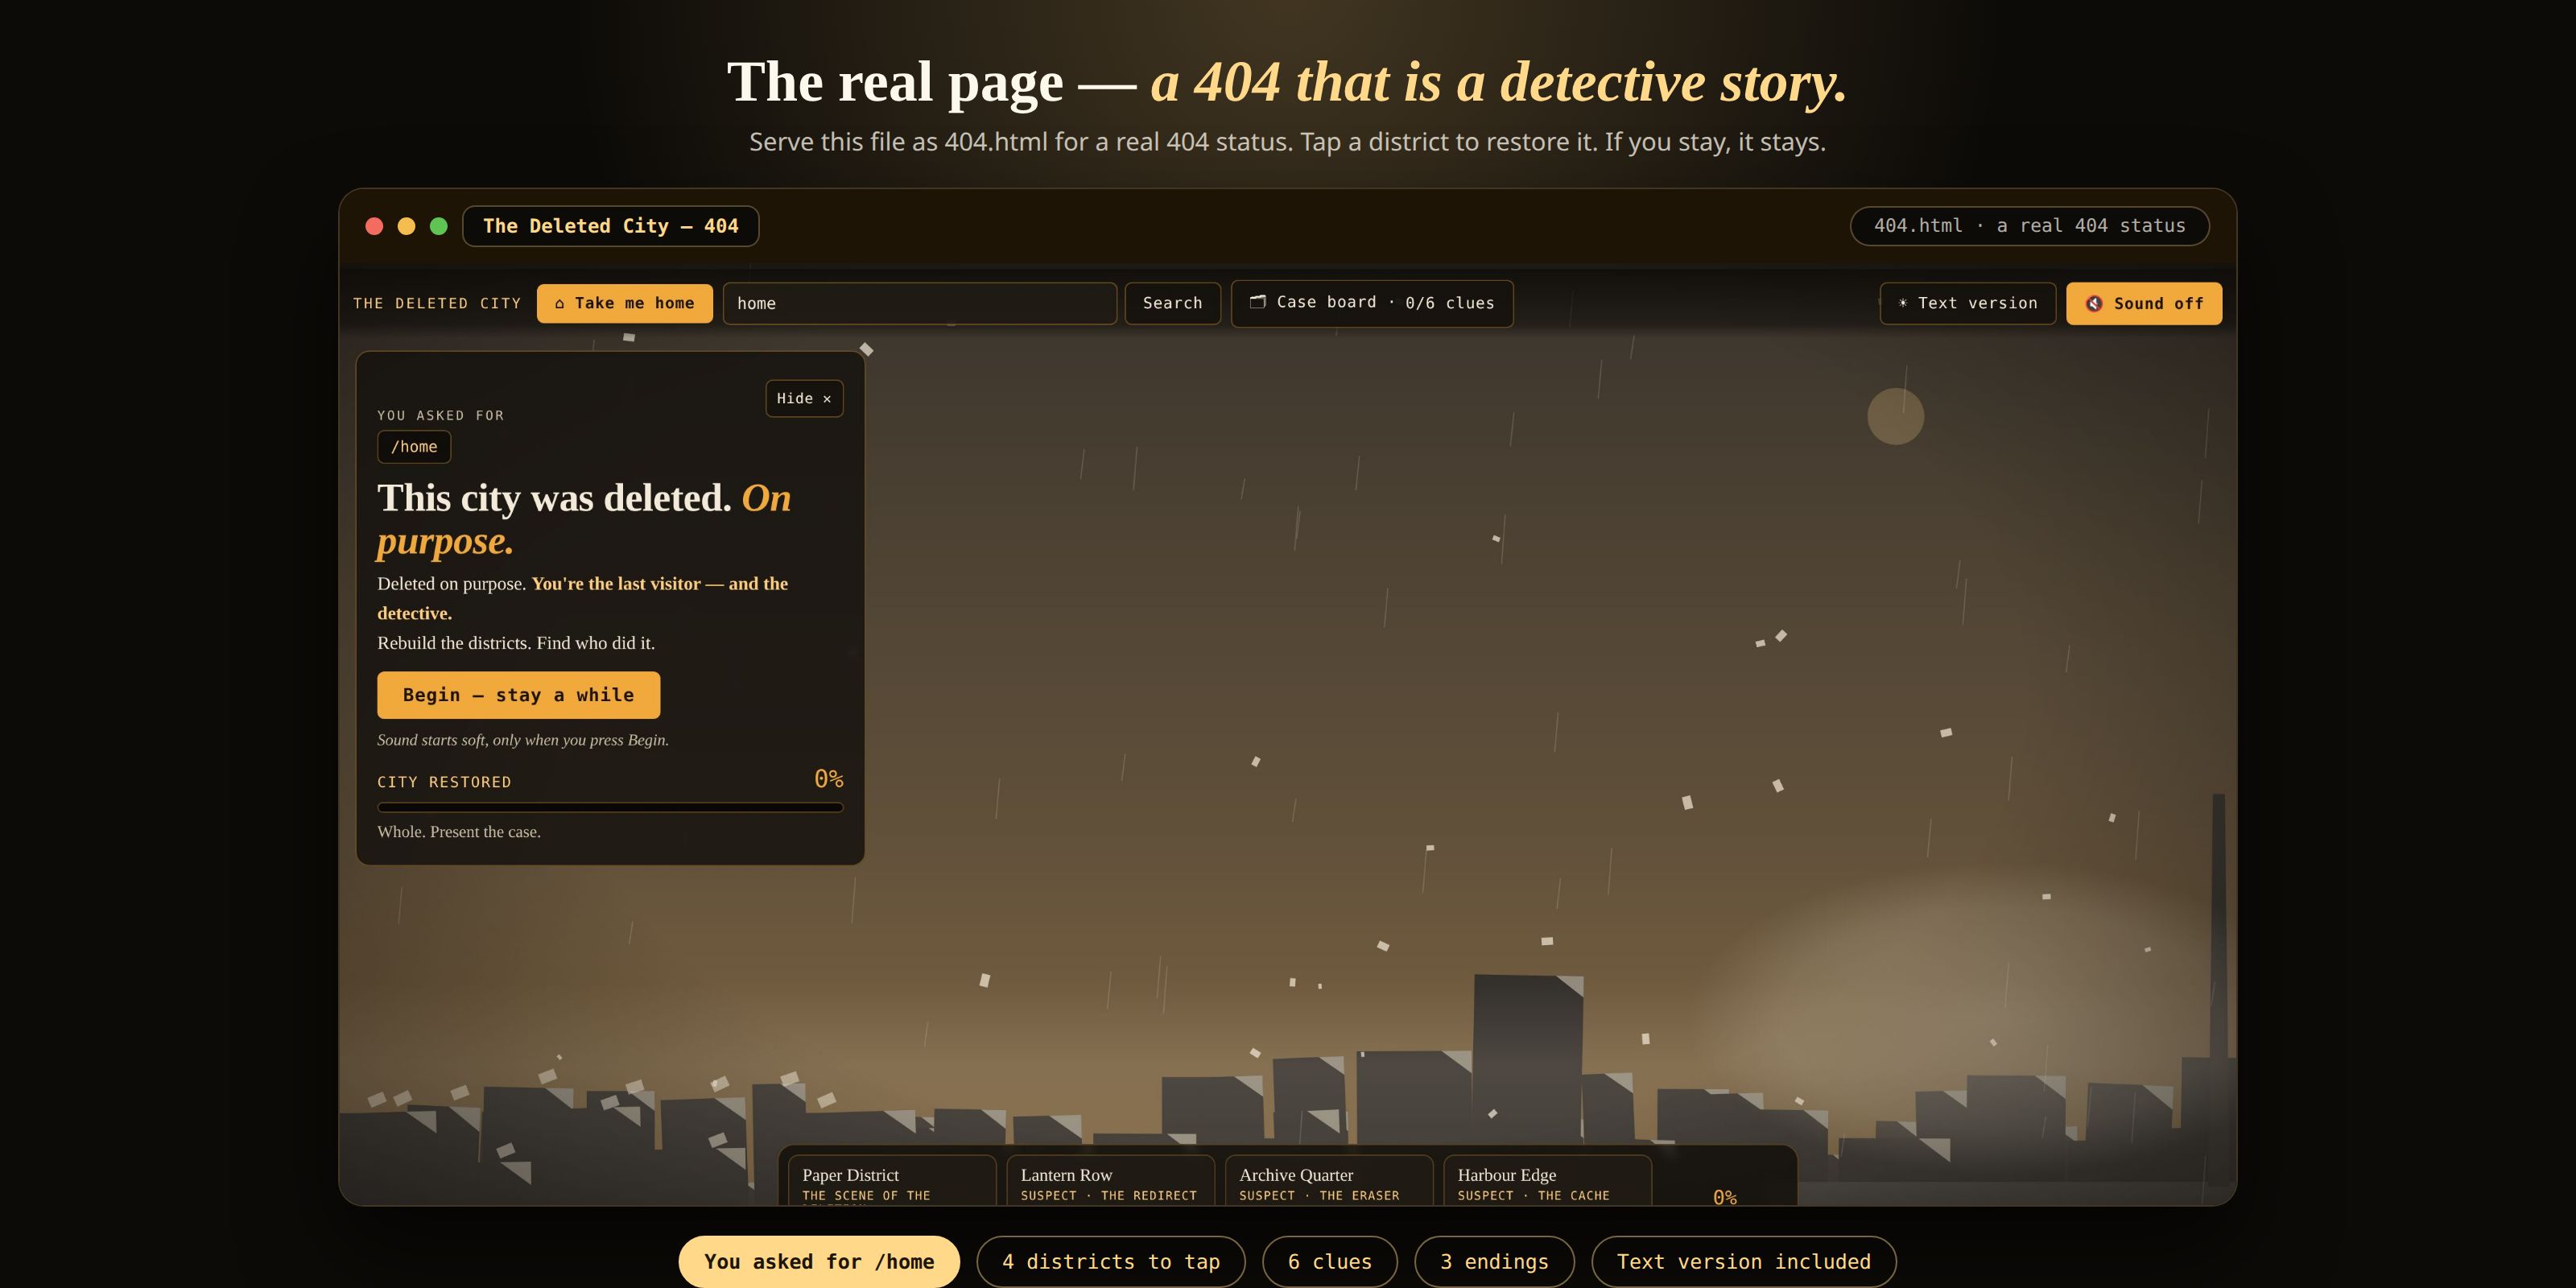 The real page — a 404 that is a detective story.
Serve this file as 404.html for a real 404 status. Tap a district to restore it. If you stay, it stays.
The Deleted City — 404
404.html · a real 404 status
THE DELETED CITY
⌂ Take me home
home
Search
Case board · 0/6 clues
☀ Text version
Sound off
Hide ×
YOU ASKED FOR
/home
This city was deleted. On
purpose.
Deleted on purpose. You're the last visitor — and the
detective.
Rebuild the districts. Find who did it.
Begin — stay a while
Sound starts soft, only when you press Begin.
CITY RESTORED
0%
Whole. Present the case.
Paper District
THE SCENE OF THE
Lantern Row
SUSPECT · THE REDIRECT
Archive Quarter
SUSPECT · THE ERASER
Harbour Edge
SUSPECT · THE CACHE
0%
You asked for /home
4 districts to tap
6 clues
3 endings
Text version included